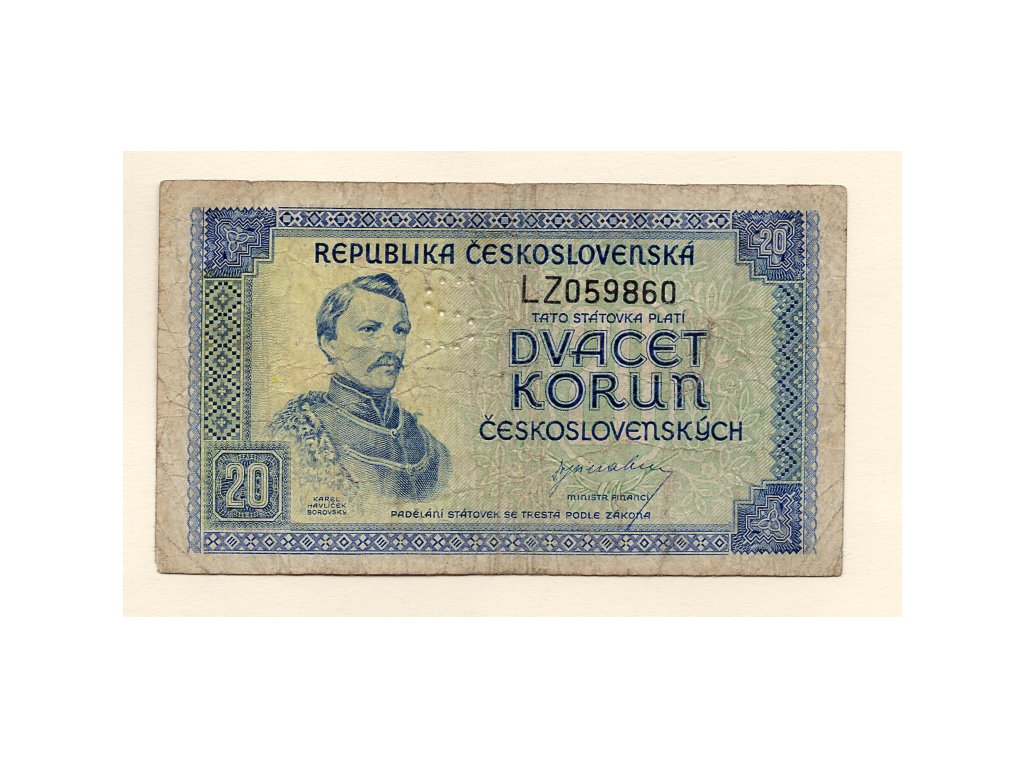 20
REPUBLIKA ČESKOSLOVENSKÁ
LZ059860
TATO STÁTOVKA PLATÍ
DVACET
KORUN
ČESKOSLOVENSKÝCH
MINISTR FINANCÍ
20
KAREL
HAVLÍČEK
BOROVSKÝ
PADĚLÁNÍ STÁTOVEK SE TRESTÁ PODLE ZÁKONA